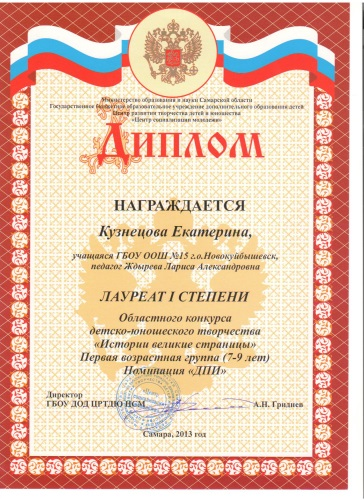 Министерство образования и науки Самарской области
Государственное бюджетное образовательное учреждение дополнительного образования детей
Центр развития творчества детей и юношества
«Центр социализации молодежи»
ДИПЛОМ
НАГРАЖДАЕТСЯ
Кузнецова Екатерина,
учащаяся ГБОУ ООШ №15 г.о.Новокуйбышевск,
педагог Ждырева Лариса Александровна
ЛАУРЕАТ I СТЕПЕНИ
Областного конкурса
детско-юношеского творчества
«Истории великие страницы»
Первая возрастная группа (7-9 лет)
Номинация «ДПИ»
Директор
ГБОУ ДОД ЦРТДЮ ЦСМ А.Н. Гриднев
Самара, 2013 год